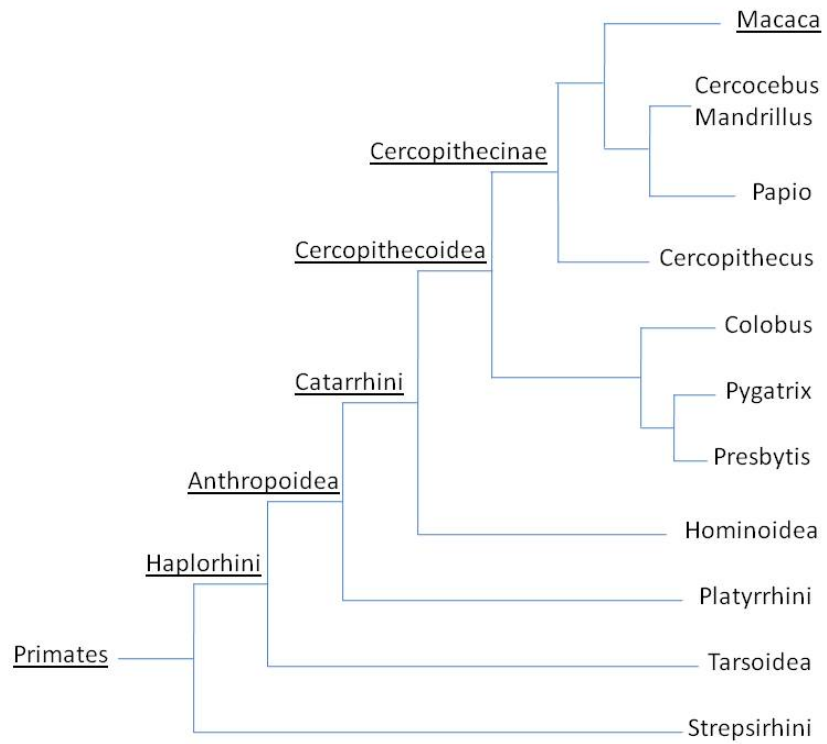 Macaca
Cercocebus
Mandrillus
Cercopithecinae
Papio
Cercopithecoidea
Cercopithecus
Colobus
Catarrhini
Pygatrix
Presbytis
Anthropoidea
Hominoidea
Haplorhini
Platyrrhini
Primates
Tarsoidea
Strepsirhini